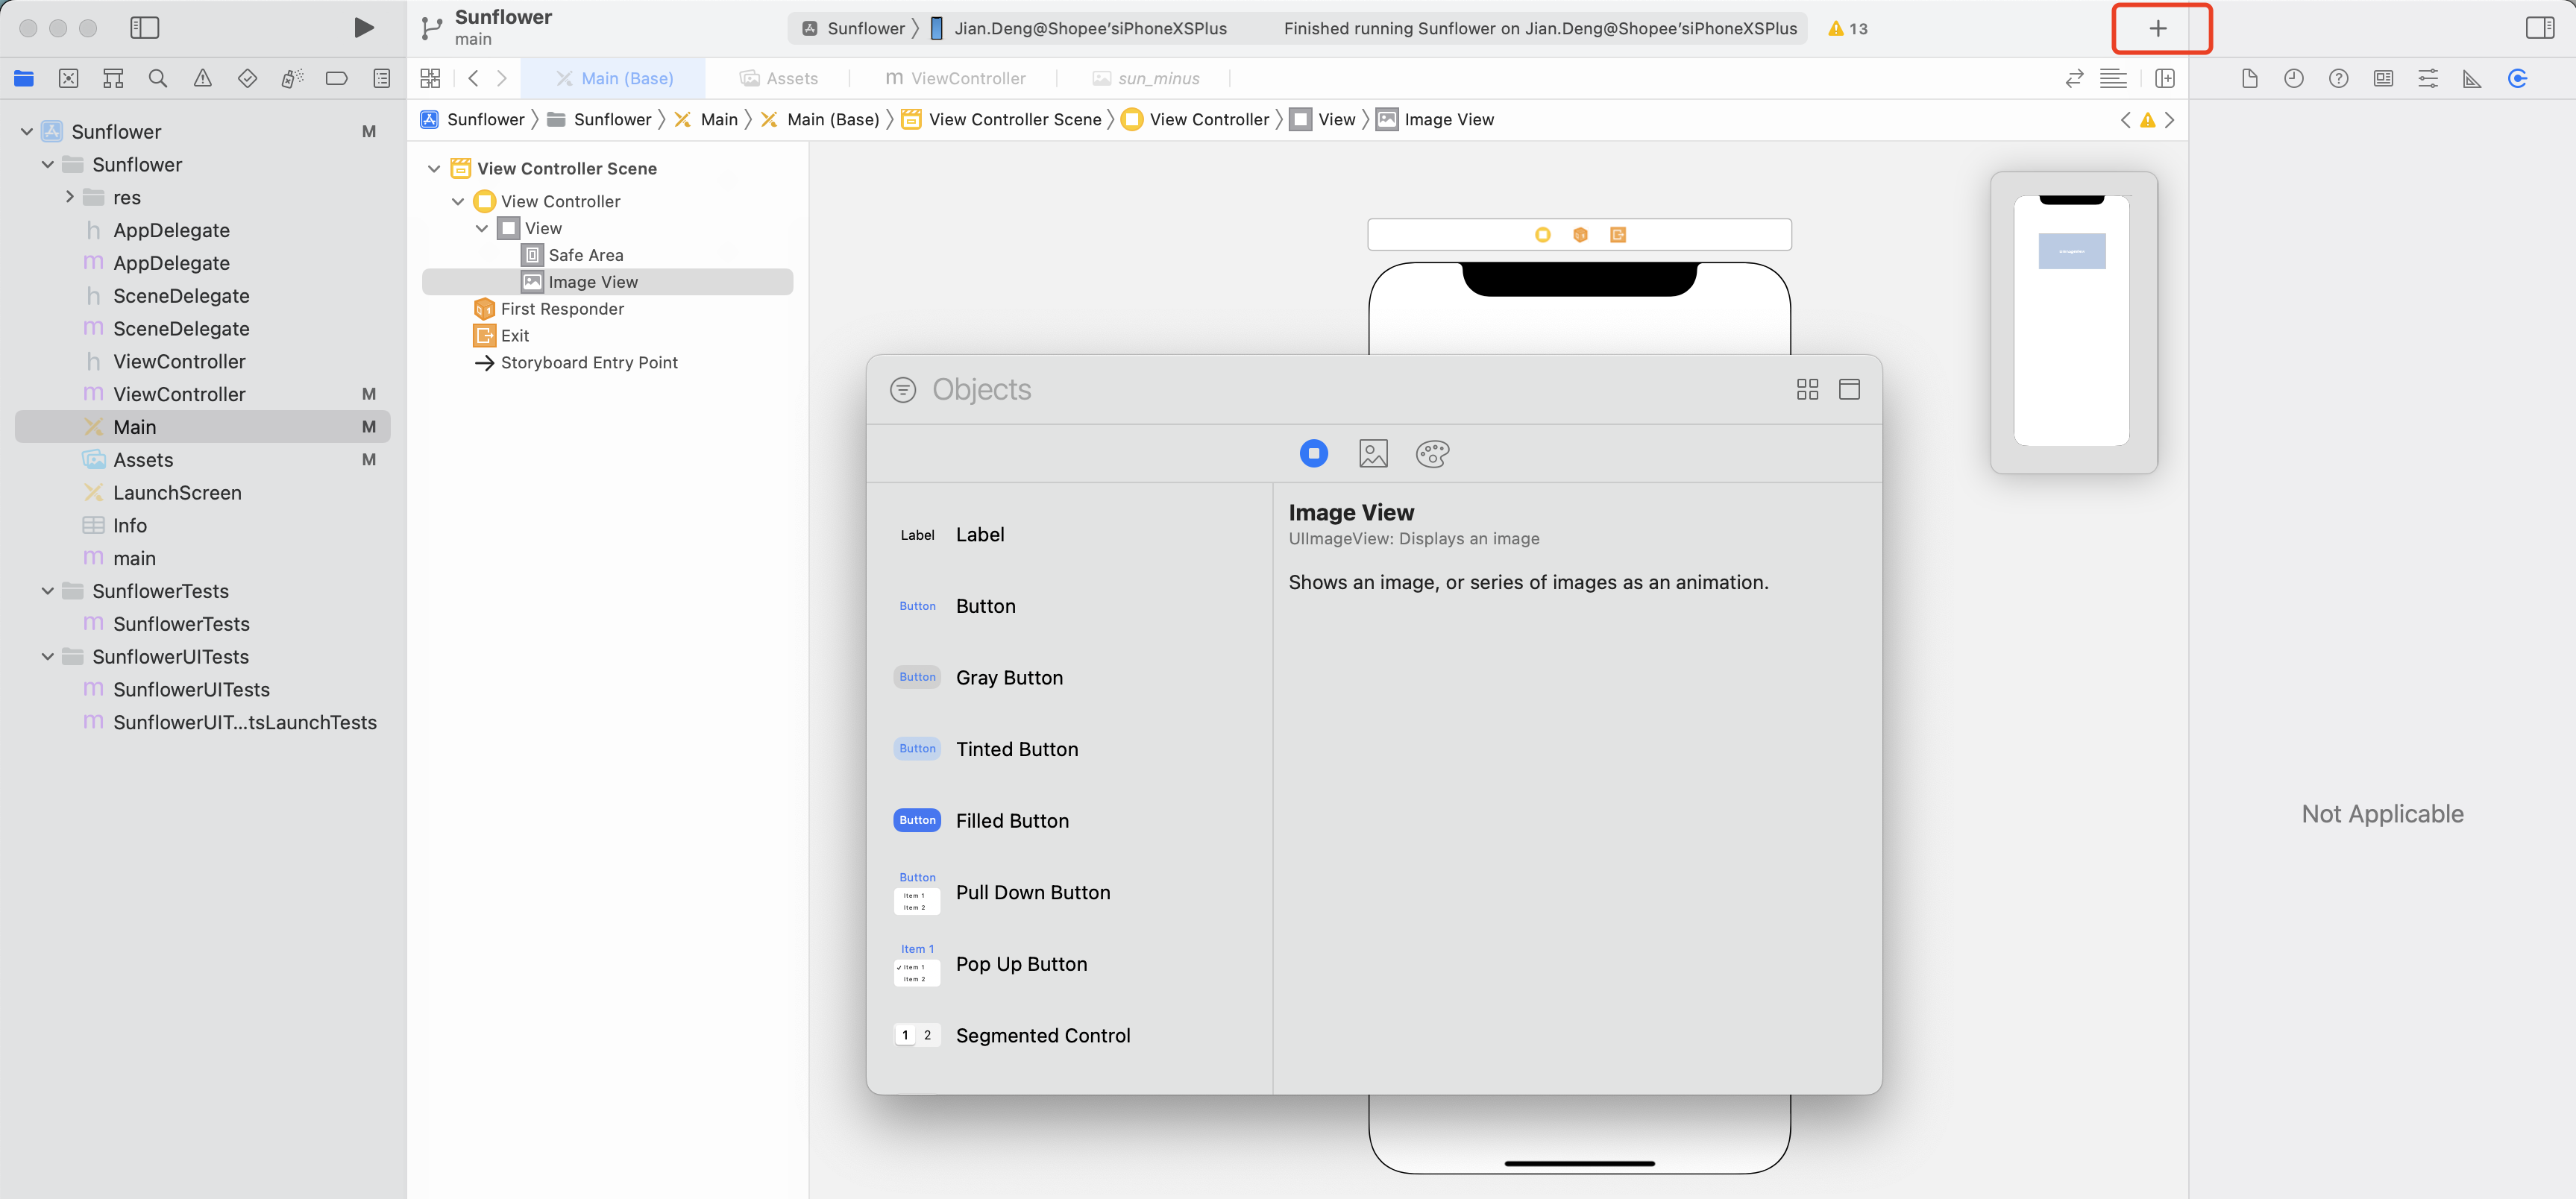 Sunflower
main
Sunflower
Jian.Deng@Shopee'siPhoneXSPlus
Finished running Sunflower on Jian.Deng@Shopee'siPhoneXSPlus
13
Main (Base)
Assets
m ViewController
sun_minus
Sunflower
Sunflower
Main
Main (Base)
View Controller Scene
View Controller
View
Image View
Sunflower M
Sunflower
res
h AppDelegate
m AppDelegate
h SceneDelegate
m SceneDelegate
h ViewController
m ViewController M
Main M
Assets M
LaunchScreen
Info
m main
SunflowerTests
m SunflowerTests
SunflowerUITests
m SunflowerUITests
m SunflowerUIT...tsLaunchTests
View Controller Scene
View Controller
View
Safe Area
Image View
First Responder
Exit
Storyboard Entry Point
Objects
Label Label
Button Button
Button Gray Button
Button Tinted Button
Button Filled Button
Button
Item 1
Item 2
Pull Down Button
Item 1
✓ Item 1
Item 2
Pop Up Button
1 2 Segmented Control
Image View
UIImageView: Displays an image
Shows an image, or series of images as an animation.
Not Applicable